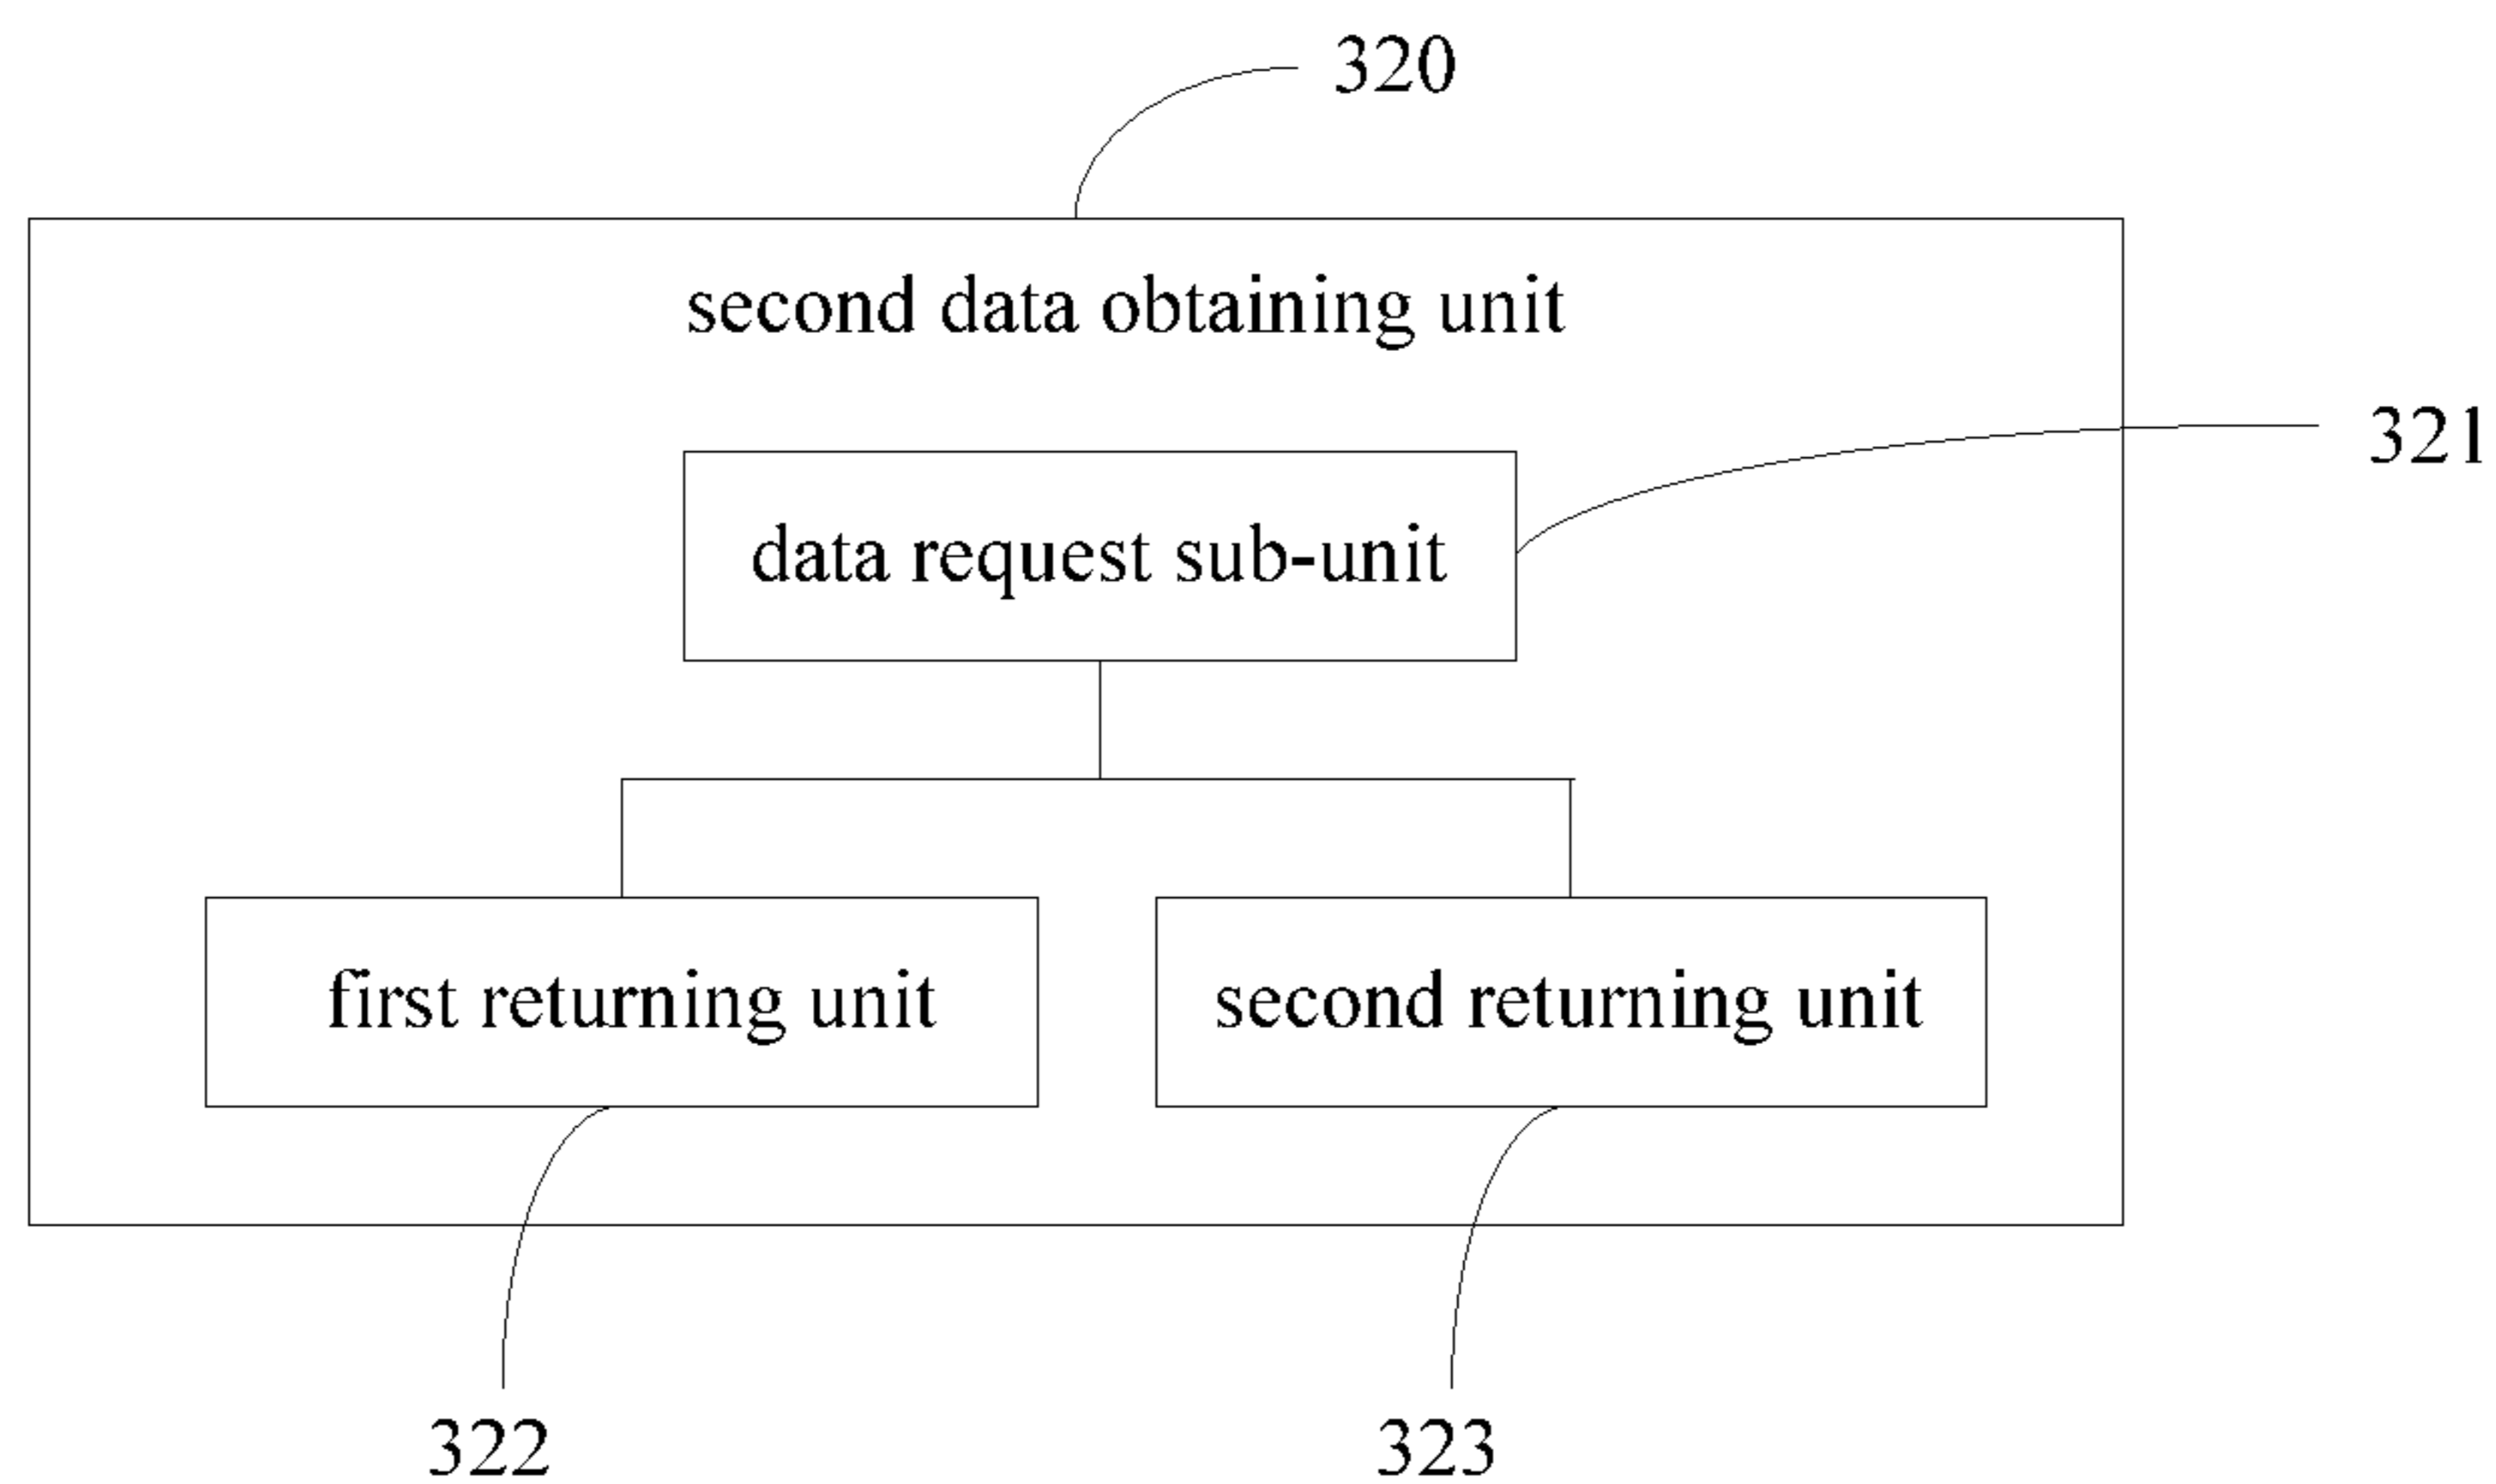 320
second data obtaining unit
321
data request sub-unit
first returning unit
second returning unit
322
323